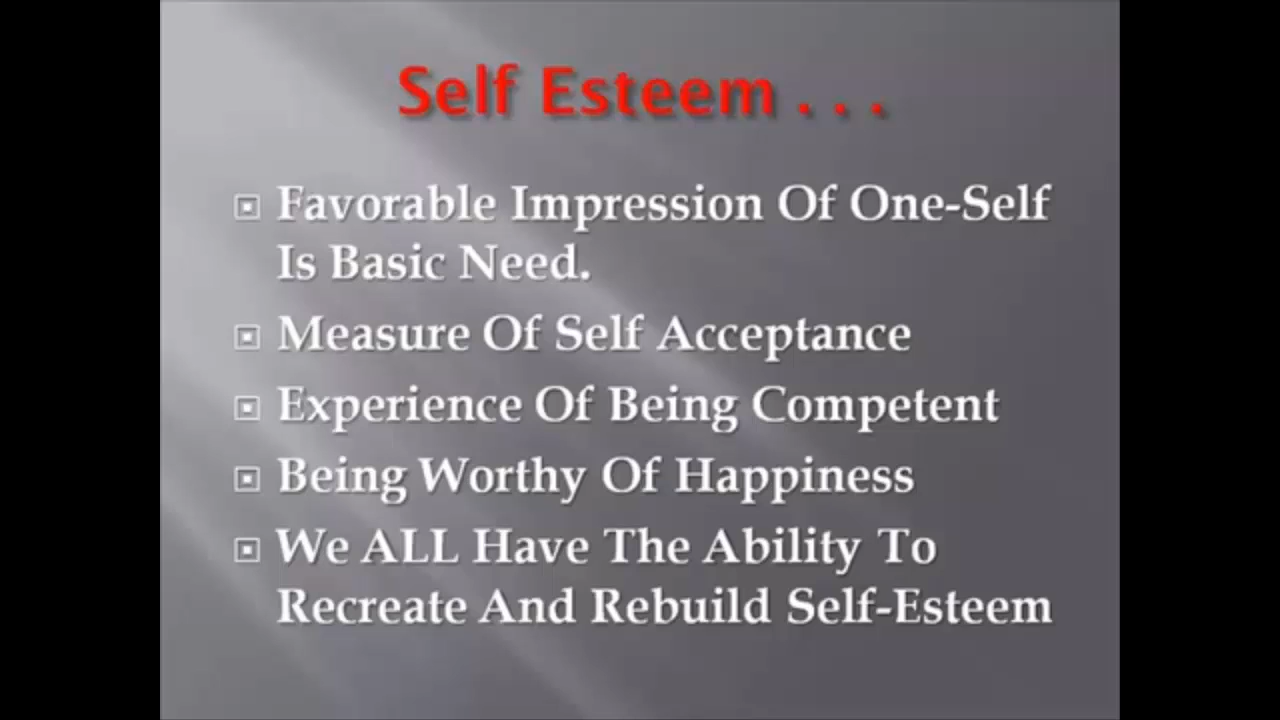 Self Esteem . . .
Favorable Impression Of One-Self
Is Basic Need.
Measure Of Self Acceptance
Experience Of Being Competent
Being Worthy Of Happiness
We ALL Have The Ability To
Recreate And Rebuild Self-Esteem